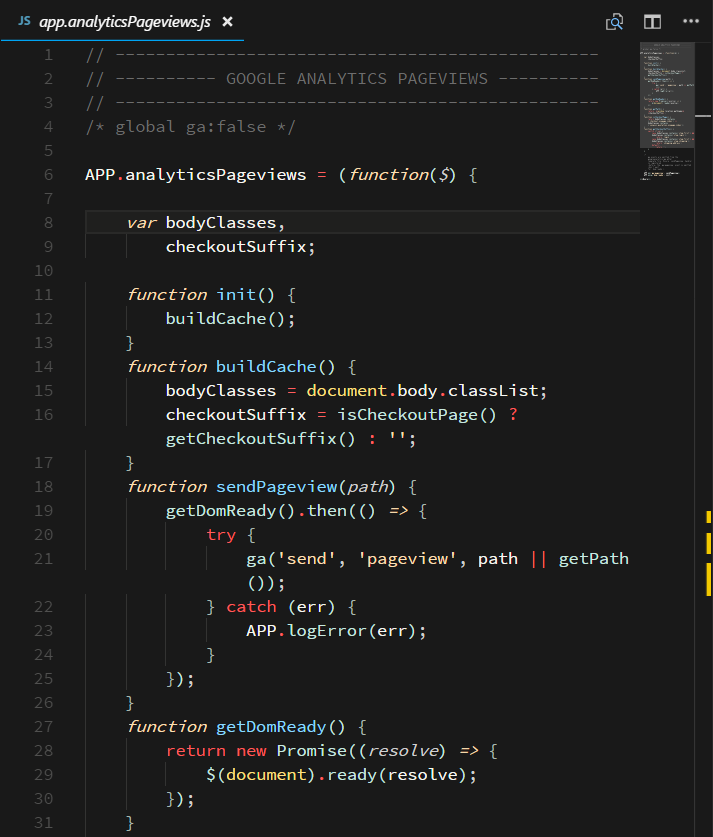 JS app.analyticsPageviews.js ×
1 // ------------------------------------------------
2 // ---------- GOOGLE ANALYTICS PAGEVIEWS ----------
3 // ------------------------------------------------
4 /* global ga:false */
5
6 APP.analyticsPageviews = (function($) {
7
8 var bodyClasses,
9 checkoutSuffix;
10
11 function init() {
12 buildCache();
13 }
14 function buildCache() {
15 bodyClasses = document.body.classList;
16 checkoutSuffix = isCheckoutPage() ?
getCheckoutSuffix() : '';
17 }
18 function sendPageview(path) {
19 getDomReady().then(() => {
20 try {
21 ga('send', 'pageview', path || getPath
());
22 } catch (err) {
23 APP.logError(err);
24 }
25 });
26 }
27 function getDomReady() {
28 return new Promise((resolve) => {
29 $(document).ready(resolve);
30 });
31 }